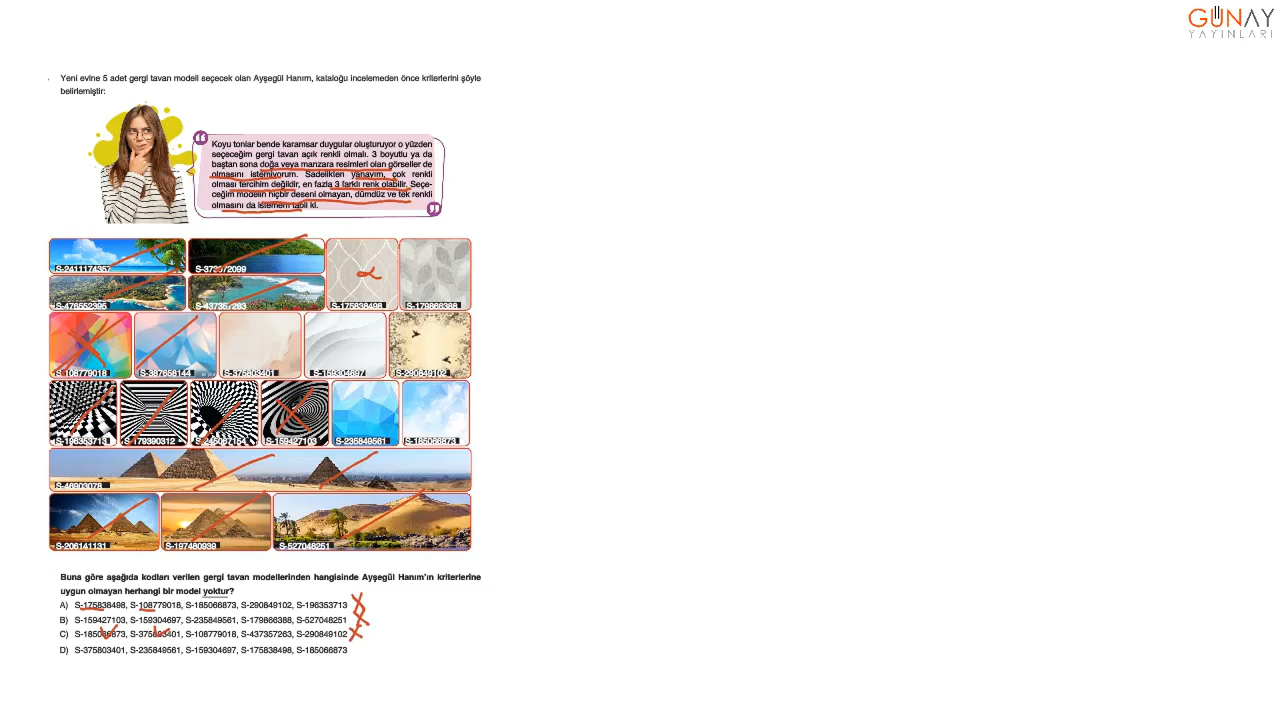 GÜNAY
YAYINLARI
Yeni evine 5 adet gergi tavan modeli seçecek olan Ayşegül Hanım, kataloğu incelemeden önce kriterlerini şöyle
belirlemiştir:
Koyu tonlar bende karamsar duygular oluşturuyor o yüzden
seçeceğim gergi tavan açık renkli olmalı. 3 boyutlu ya da
baştan sona doğa veya manzara resimleri olan görseller de
olmasını istemiyorum. Sadelikten yanayım, çok renkli
olması tercihim değildir, en fazla 3 farklı renk olabilir. Seçe-
ceğim modelin hiçbir deseni olmayan, dümdüz ve tek renkli
olmasını da istemem tabii ki.
S-2411174357
S-373372099
S-476552395
S-437357263
S-175838498
S-179866388
S-108779018
S-387658144
S-375803401
S-159304697
S-290849102
S-196353713
S-179390312
S-245067154
S-159427103
S-235849561
S-185066873
S-46903078
S-206141131
S-197480939
S-527048251
Buna göre aşağıda kodları verilen gergi tavan modellerinden hangisinde Ayşegül Hanım'ın kriterlerine
uygun olmayan herhangi bir model yoktur?
A) S-175838498, S-108779018, S-185066873, S-290849102, S-196353713
B) S-159427103, S-159304697, S-235849561, S-179866388, S-527048251
C) S-185066873, S-375803401, S-108779018, S-437357263, S-290849102
D) S-375803401, S-235849561, S-159304697, S-175838498, S-185066873